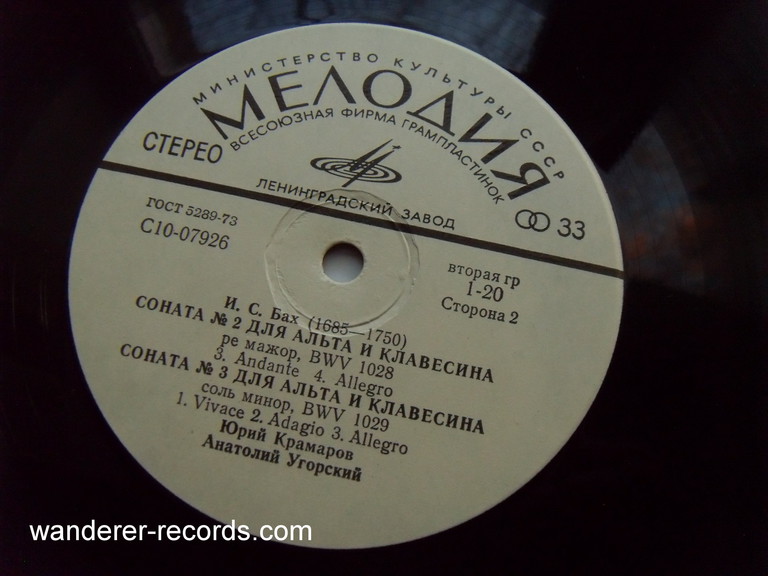 МИНИСТЕРСТВО КУЛЬТУРЫ СССР
МЕЛОДИЯ
ВСЕСОЮЗНАЯ ФИРМА ГРАМПЛАСТИНОК
СТЕРЕО
ЛЕНИНГРАДСКИЙ ЗАВОД
33
ГОСТ 5289-73
С10-07926
вторая гр
1-20
Сторона 2
И. С. Бах (1685—1750)
СОНАТА № 2 ДЛЯ АЛЬТА И КЛАВЕСИНА
ре мажор, BWV 1028
3. Andante 4. Allegro
СОНАТА № 3 ДЛЯ АЛЬТА И КЛАВЕСИНА
соль минор, BWV 1029
1. Vivace 2. Adagio 3. Allegro
Юрий Крамаров
Анатолий Угорский
wanderer-records.com